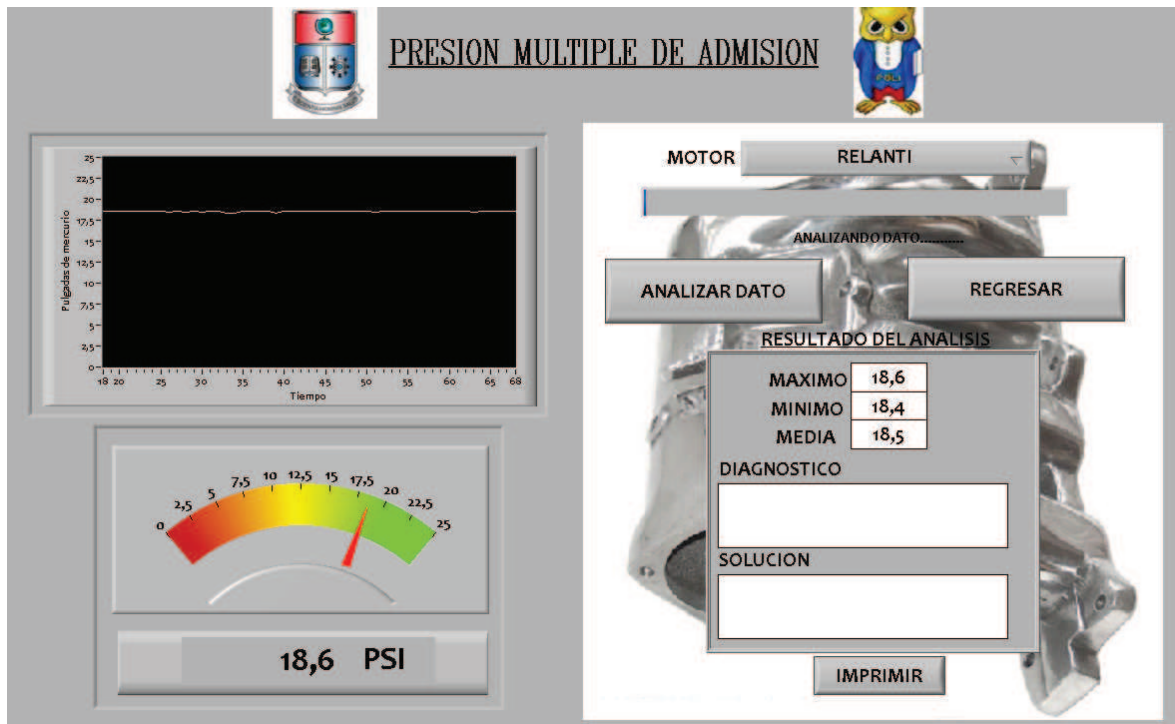 PRESION MULTIPLE DE ADMISION
POLI
25
22,5
20
17,5
15
12,5
10
7,5
5
2,5
0
Pulgadas de mercurio
18 20 25 30 35 40 45 50 55 60 65 68
Tiempo
0 2,5 5 7,5 10 12,5 15 17,5 20 22,5 25
18,6 PSI
MOTOR RELANTI
ANALIZANDO DATO...........
ANALIZAR DATO REGRESAR
RESULTADO DEL ANALISIS
MAXIMO 18,6
MINIMO 18,4
MEDIA 18,5
DIAGNOSTICO
SOLUCION
IMPRIMIR